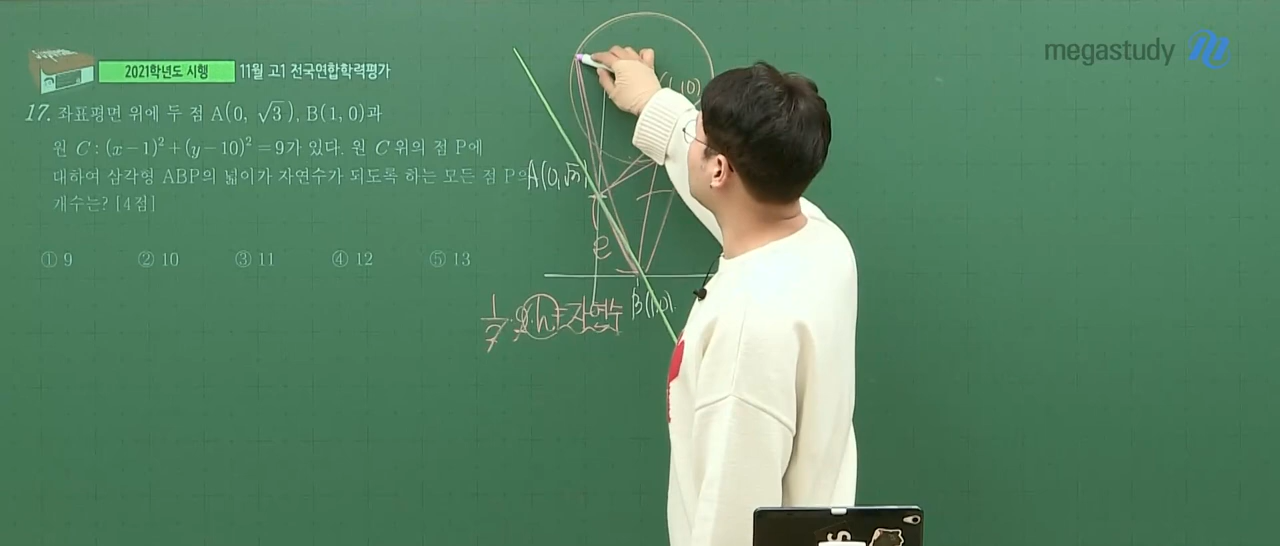 megastudy
2021학년도 시행 11월 고1 전국연합학력평가
17. 좌표평면 위에 두 점 A(0, √3), B(1, 0)과
원 C : (x-1)²+(y-10)²=9가 있다. 원 C 위의 점 P에
대하여 삼각형 ABP의 넓이가 자연수가 되도록 하는 모든 점 P의
개수는? [4점]
① 9 ② 10 ③ 11 ④ 12 ⑤ 13
A(0,√3)
B(1,0)